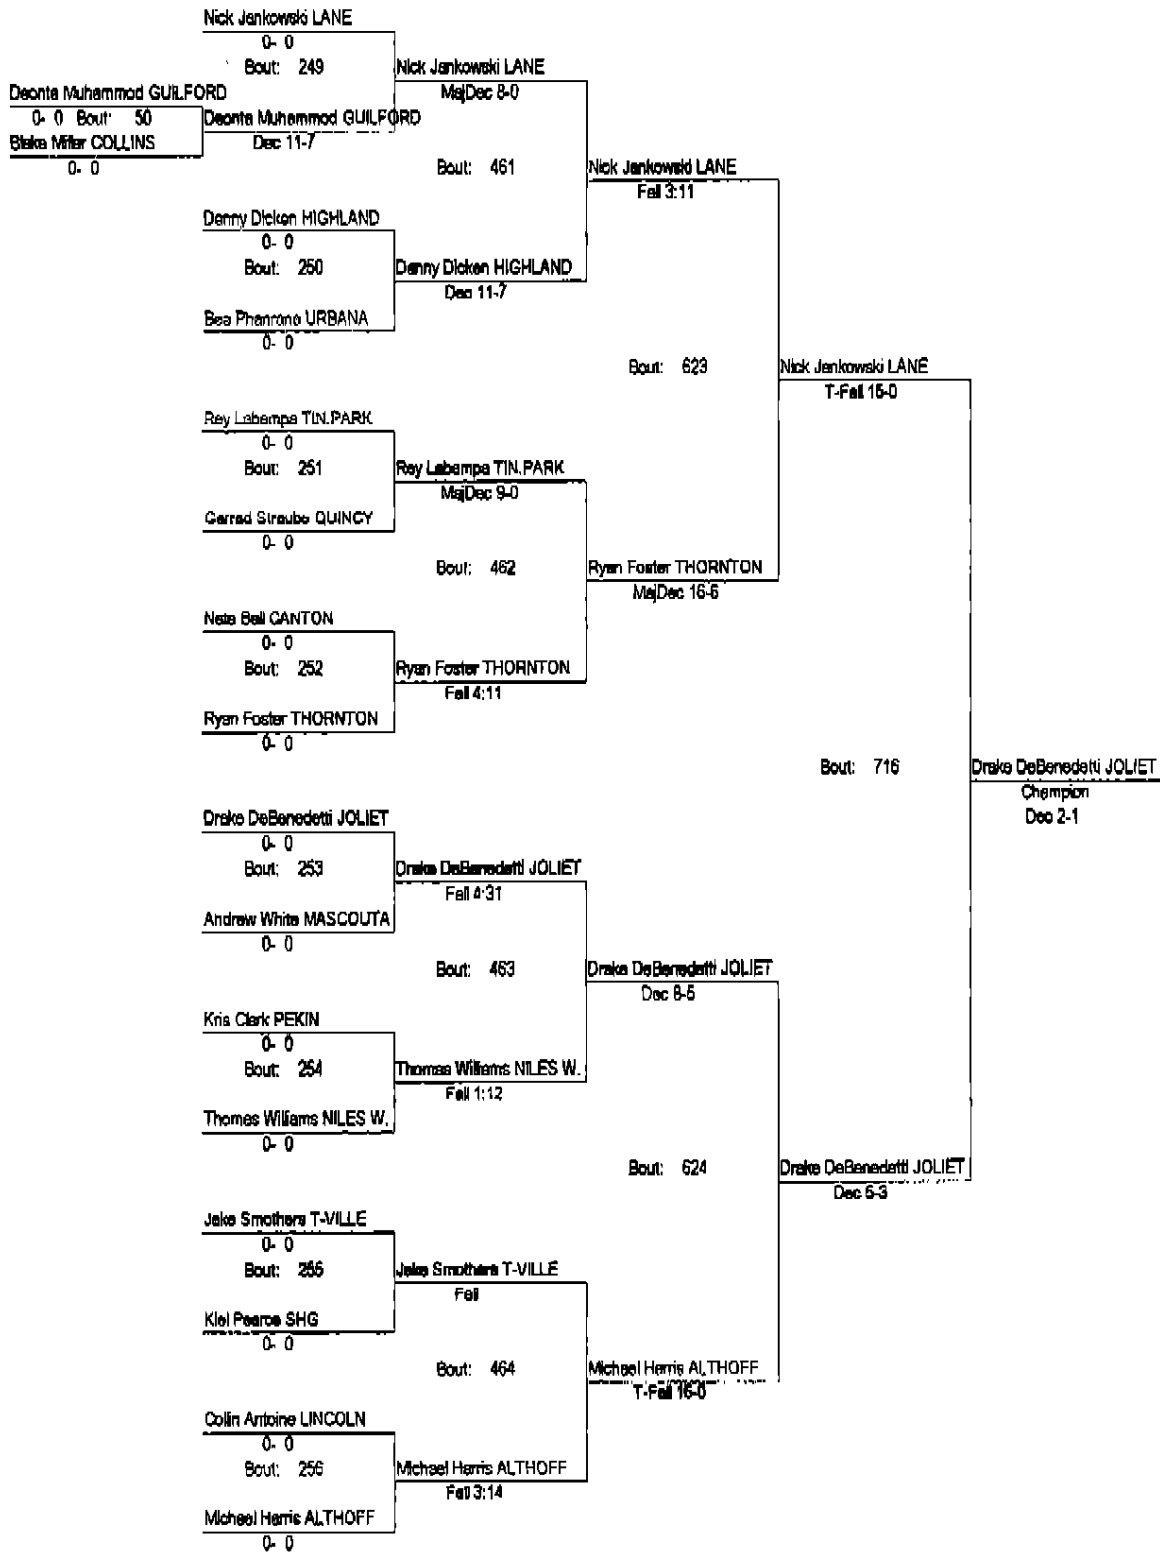 Nick Jankowski LANE
0- 0
Bout: 249
Nick Jankowski LANE
MajDec 8-0
Deonta Muhammod GUILFORD
0- 0 Bout: 50
Deonta Muhammod GUILFORD
Dec 11-7
Blake Miller COLLINS
0- 0
Bout: 461
Nick Jankowski LANE
Fall 3:11
Denny Dicken HIGHLAND
0- 0
Bout: 250
Denny Dicken HIGHLAND
Dec 11-7
Bee Phanrono URBANA
0- 0
Bout: 623
Nick Jankowski LANE
T-Fall 15-0
Rey Labampa TIN.PARK
0- 0
Bout: 251
Rey Labampa TIN.PARK
MajDec 9-0
Garrad Straube QUINCY
0- 0
Bout: 462
Ryan Foster THORNTON
MajDec 16-6
Nate Bell CANTON
0- 0
Bout: 252
Ryan Foster THORNTON
Fall 4:11
Ryan Foster THORNTON
0- 0
Bout: 716
Drake DeBenedetti JOLIET
Champion
Dec 2-1
Drake DeBenedetti JOLIET
0- 0
Bout: 253
Drake DeBenedetti JOLIET
Fall 4:31
Andrew White MASCOUTA
0- 0
Bout: 463
Drake DeBenedetti JOLIET
Dec 8-5
Kris Clark PEKIN
0- 0
Bout: 254
Thomas Williams NILES W.
Fall 1:12
Thomas Williams NILES W.
0- 0
Bout: 624
Drake DeBenedetti JOLIET
Dec 5-3
Jake Smothers T-VILLE
0- 0
Bout: 255
Jake Smothers T-VILLE
Fall
Kiel Pearce SHG
0- 0
Bout: 464
Michael Harris ALTHOFF
T-Fall 16-0
Collin Antoine LINCOLN
0- 0
Bout: 256
Michael Harris ALTHOFF
Fall 3:14
Michael Harris ALTHOFF
0- 0